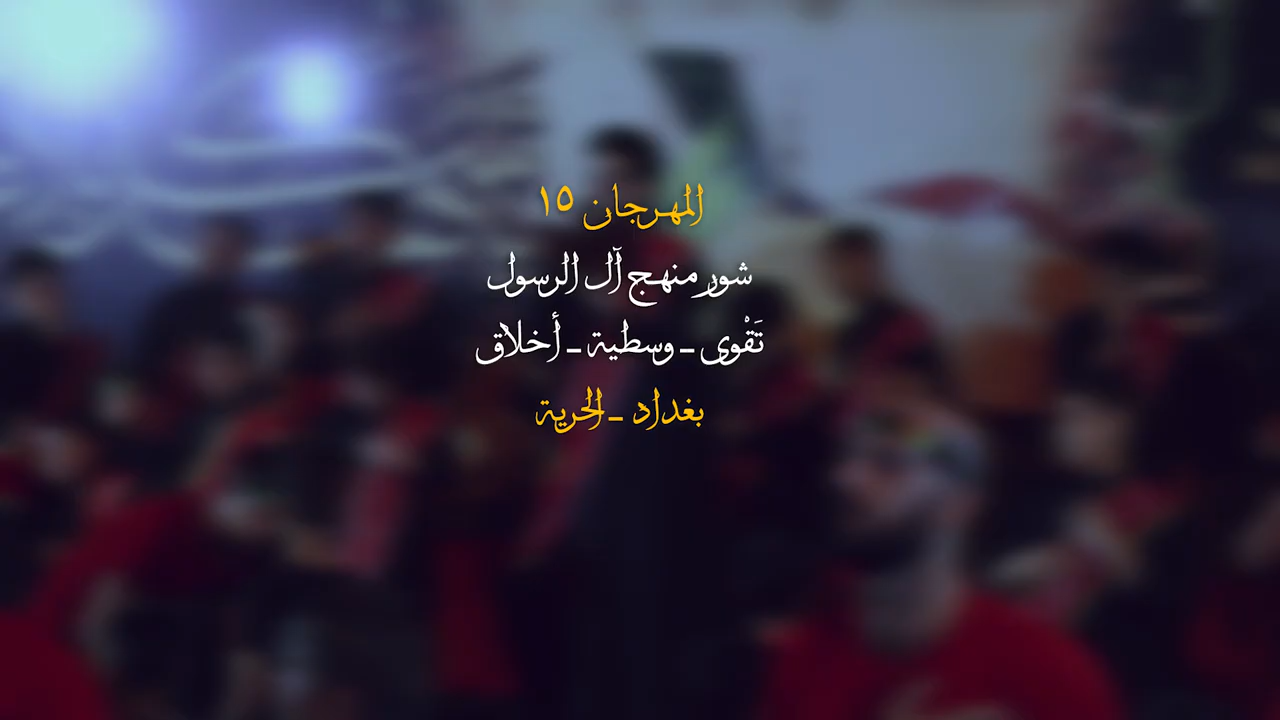 المهرجان ١٥
شور منهج آل الرسول
تَقْوى - وسطية - أخلاق
بغداد - الحرية